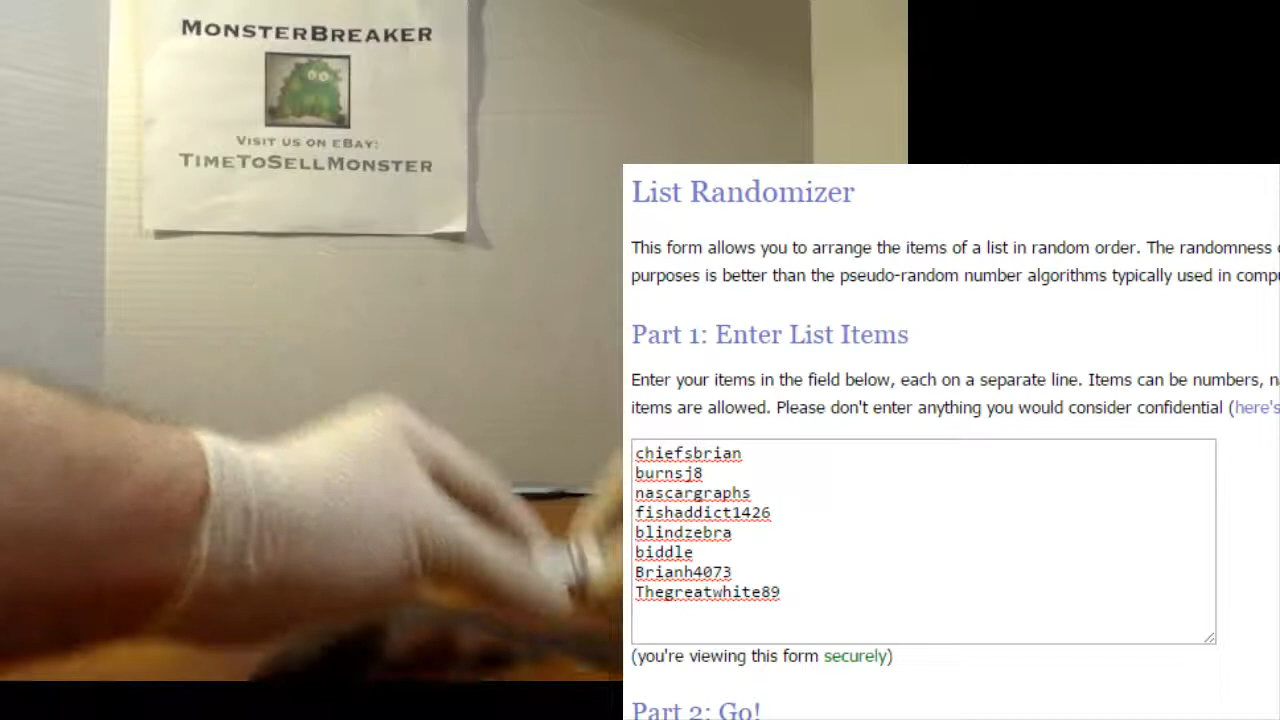 MONSTERBREAKER
VISIT US ON EBAY:
TIMETOSELLMONSTER
List Randomizer
This form allows you to arrange the items of a list in random order. The randomness
purposes is better than the pseudo-random number algorithms typically used in
Part 1: Enter List Items
Enter your items in the field below, each on a separate line. Items can be numbers,
items are allowed. Please don't enter anything you would consider confidential (here's
chiefsbrian
burnsj8
nascargraphs
fishaddict1426
blindzebra
biddle
Brianh4073
Thegreatwhite89
(you're viewing this form securely)
Part 2: Go!